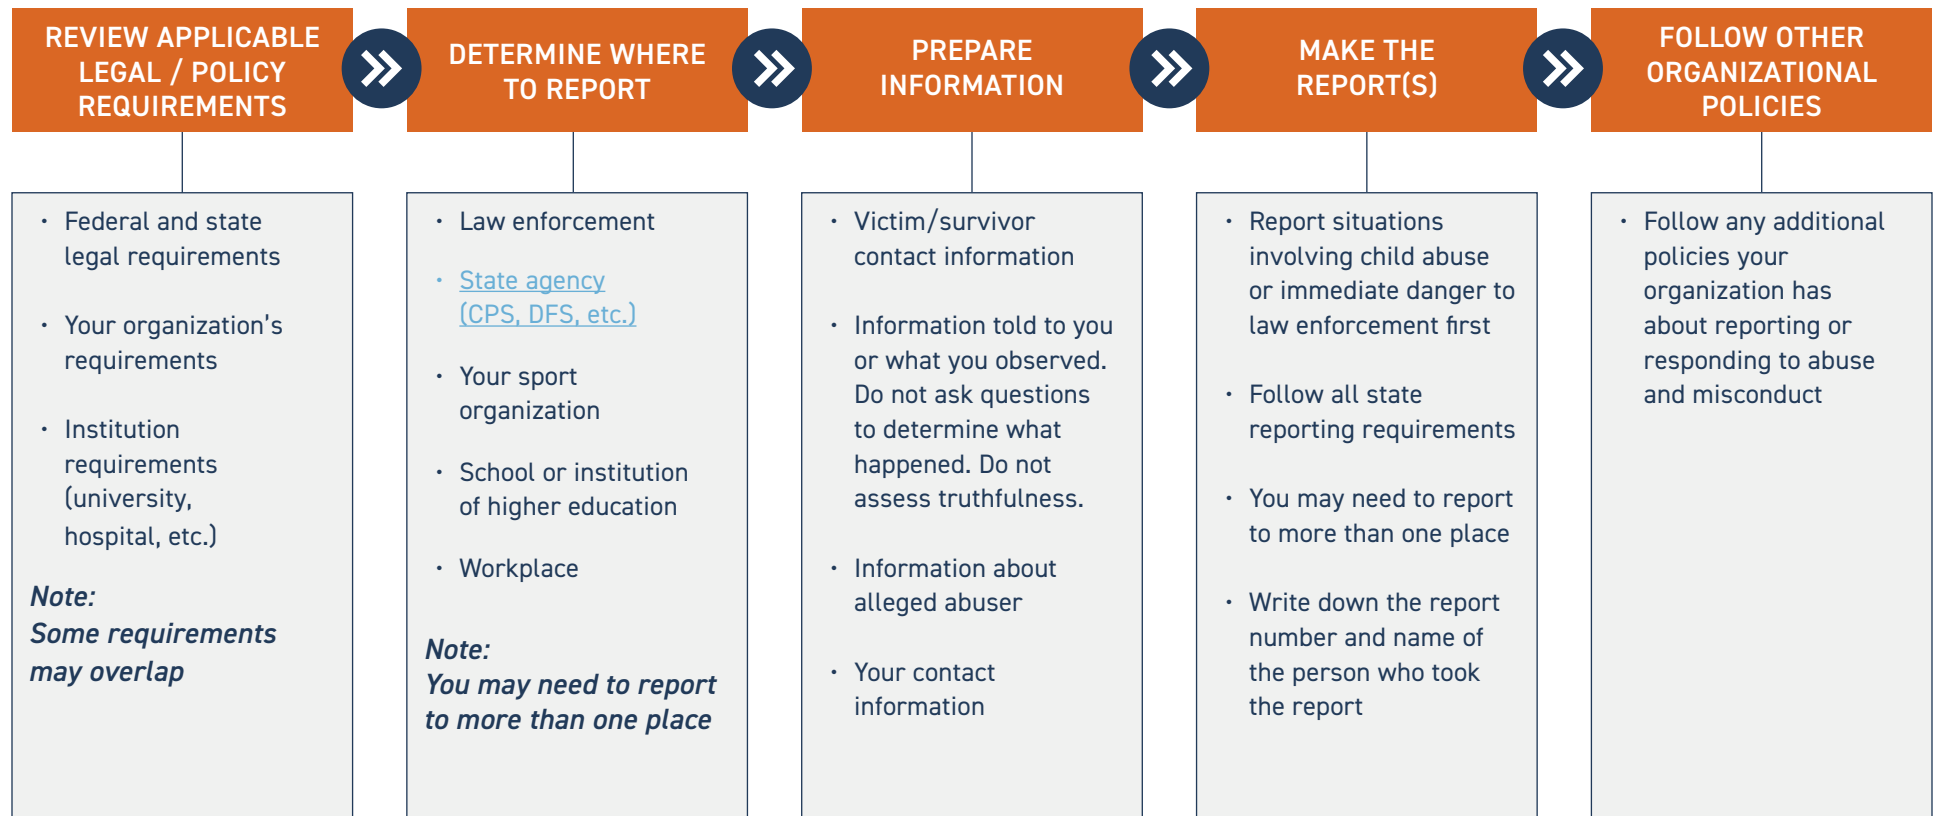 REVIEW APPLICABLE
LEGAL / POLICY
REQUIREMENTS
DETERMINE WHERE
TO REPORT
PREPARE
INFORMATION
MAKE THE
REPORT(S)
FOLLOW OTHER
ORGANIZATIONAL
POLICIES
• Federal and state
legal requirements
• Your organization's
requirements
• Institution
requirements
(university,
hospital, etc.)
Note:
Some requirements
may overlap
• Law enforcement
• State agency
(CPS, DFS, etc.)
• Your sport
organization
• School or institution
of higher education
• Workplace
Note:
You may need to report
to more than one place
• Victim/survivor
contact information
• Information told to you
or what you observed.
Do not ask questions
to determine what
happened. Do not
assess truthfulness.
• Information about
alleged abuser
• Your contact
information
• Report situations
involving child abuse
or immediate danger to
law enforcement first
• Follow all state
reporting requirements
• You may need to report
to more than one place
• Write down the report
number and name of
the person who took
the report
• Follow any additional
policies your
organization has
about reporting or
responding to abuse
and misconduct